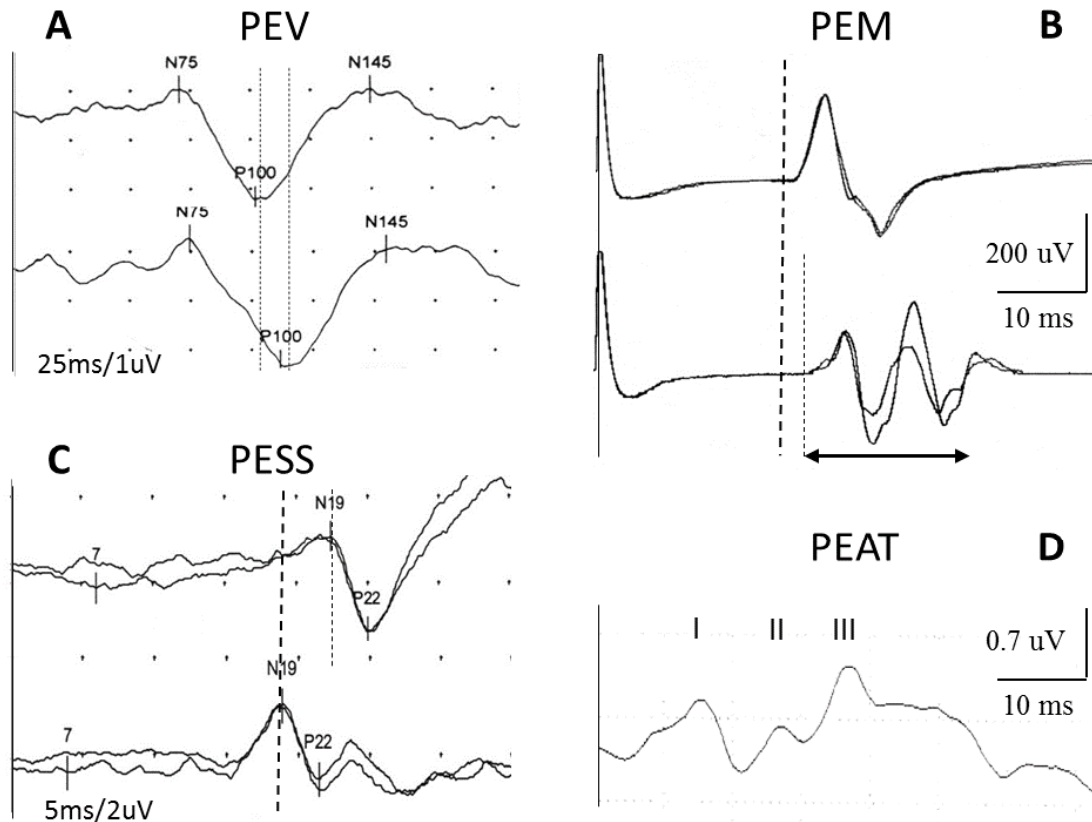 A
PEV
N75
N145
P100
N75
N145
P100
25ms/1uV
PEM
B
200 uV
10 ms
C
PESS
N19
7
P22
N19
7
P22
5ms/2uV
PEAT
D
I
II
III
0.7 uV
10 ms